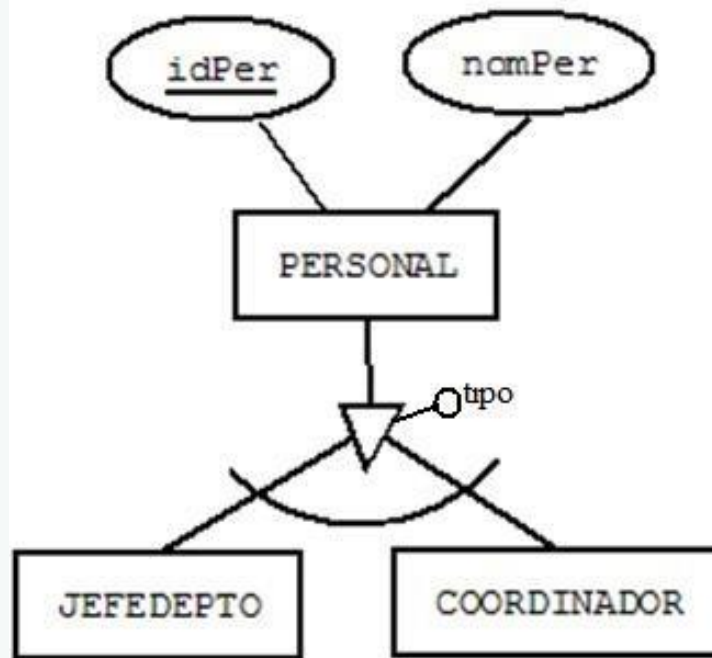 idPer
nomPer
PERSONAL
tipo
JEFEDEPTO
COORDINADOR